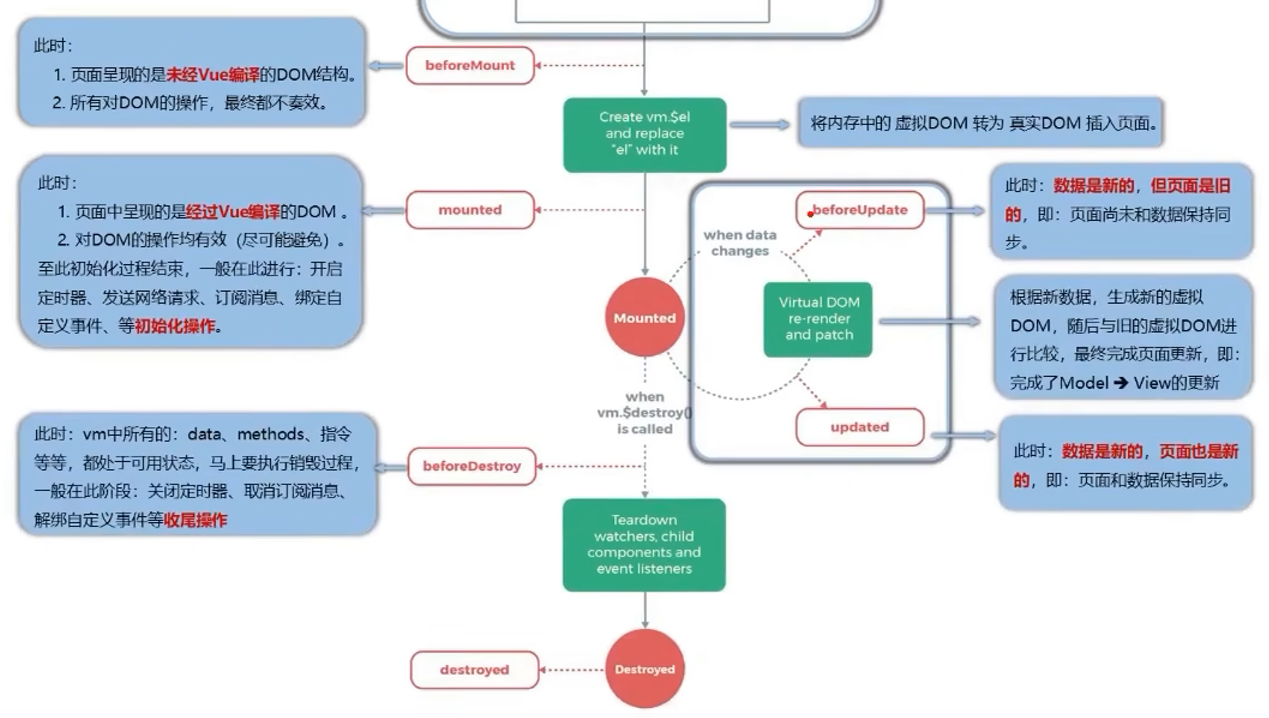 此时:
1. 页面呈现的是未经Vue编译的DOM结构。
2. 所有对DOM的操作，最终都不奏效。
beforeMount
Create vm.$el
and replace
“el” with it
将内存中的 虚拟DOM 转为 真实DOM 插入页面。
此时:
1. 页面中呈现的是经过Vue编译的DOM 。
2. 对DOM的操作均有效（尽可能避免）。
至此初始化过程结束，一般在此进行：开启
定时器、发送网络请求、订阅消息、绑定自
定义事件、等初始化操作。
mounted
beforeUpdate
此时：数据是新的，但页面是旧
的，即：页面尚未和数据保持同
步。
when data
changes
Mounted
Virtual DOM
re-render
and patch
根据新数据，生成新的虚拟
DOM，随后与旧的虚拟DOM进
行比较，最终完成页面更新，即：
完成了Model ➔ View的更新
when
vm.$destroy()
is called
updated
此时：数据是新的，页面也是新
的，即：页面和数据保持同步。
此时：vm中所有的：data、methods、指令
等等，都处于可用状态，马上要执行销毁过程，
一般在此阶段：关闭定时器、取消订阅消息、
解绑自定义事件等收尾操作
beforeDestroy
Teardown
watchers, child
components and
event listeners
destroyed
Destroyed